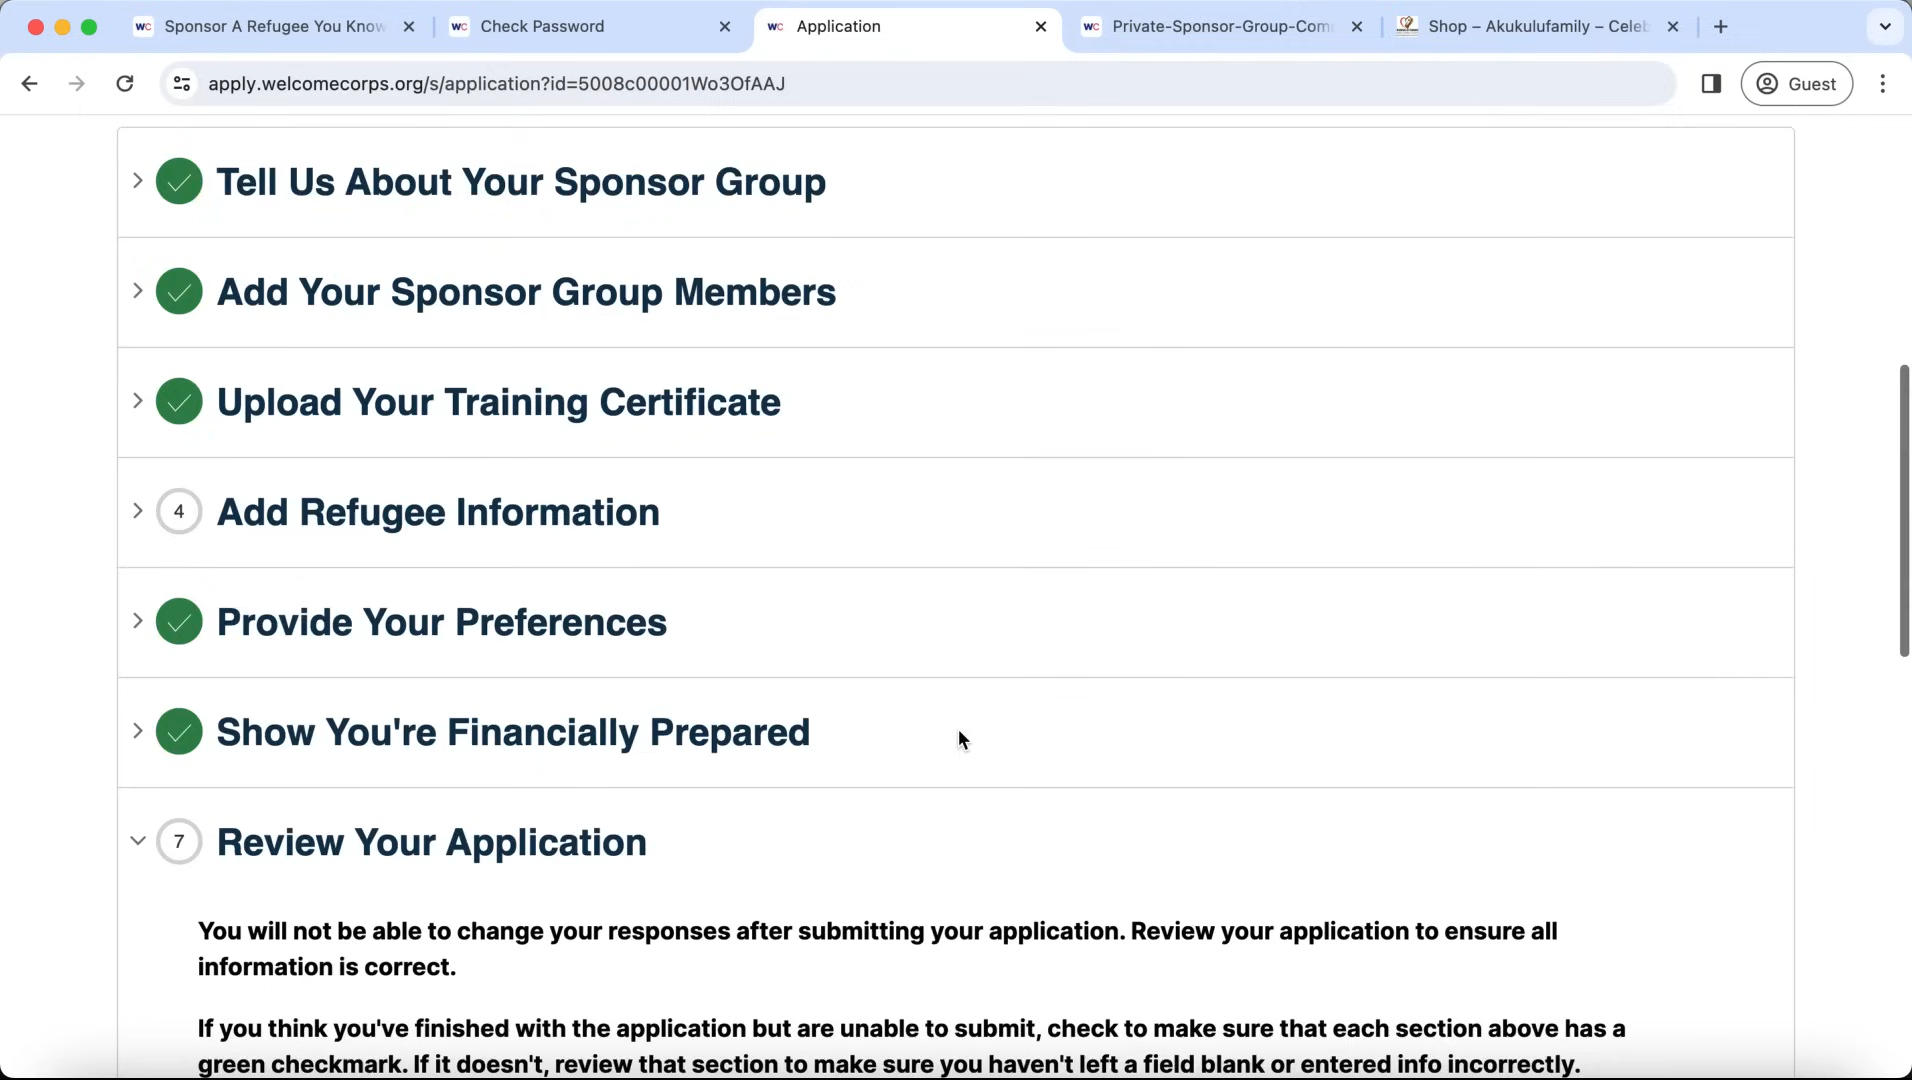 WC Sponsor A Refugee You Know
WC Check Password
WC Application
WC Private-Sponsor-Group-Com
Shop – Akukulufamily – Celeb
apply.welcomecorps.org/s/application?id=5008c00001Wo3OfAAJ
Guest
Tell Us About Your Sponsor Group
Add Your Sponsor Group Members
Upload Your Training Certificate
4 Add Refugee Information
Provide Your Preferences
Show You're Financially Prepared
7 Review Your Application
You will not be able to change your responses after submitting your application. Review your application to ensure all
information is correct.
If you think you've finished with the application but are unable to submit, check to make sure that each section above has a
green checkmark. If it doesn't, review that section to make sure you haven't left a field blank or entered info incorrectly.